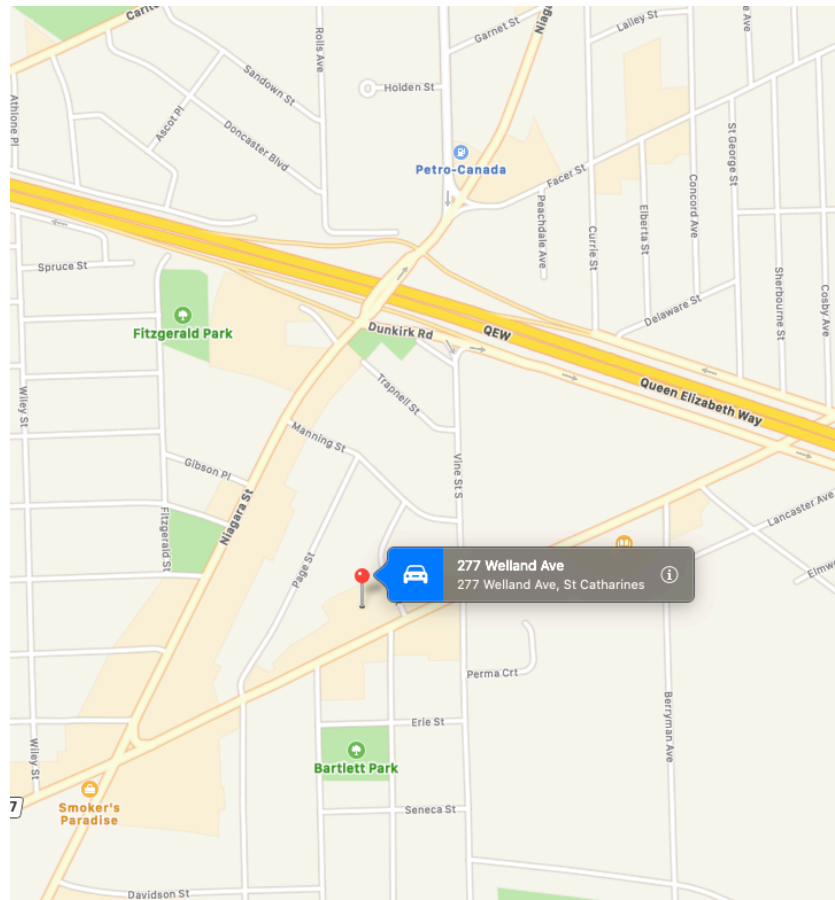 Rolls Ave
Garnet St
Lalley St
Sandown St
Holden St
Athlone Pl
Ascot Pl
Doncaster Blvd
Petro-Canada
Facer St
St George St
Concord Ave
Peachdale Ave
Elberta St
Currie St
Spruce St
Sherbourne St
Cosby Ave
Delaware St
Fitzgerald Park
Dunkirk Rd
QEW
Trapnell St
Queen Elizabeth Way
Wiley St
Manning St
Gibson Pl
Vine St S
Niagara St
Lancaster Ave
Fitzgerald St
Page St
277 Welland Ave
277 Welland Ave, St Catharines
Perma Crt
Berryman Ave
Erie St
Wiley St
Bartlett Park
7
Smoker's
Paradise
Seneca St
Davidson St